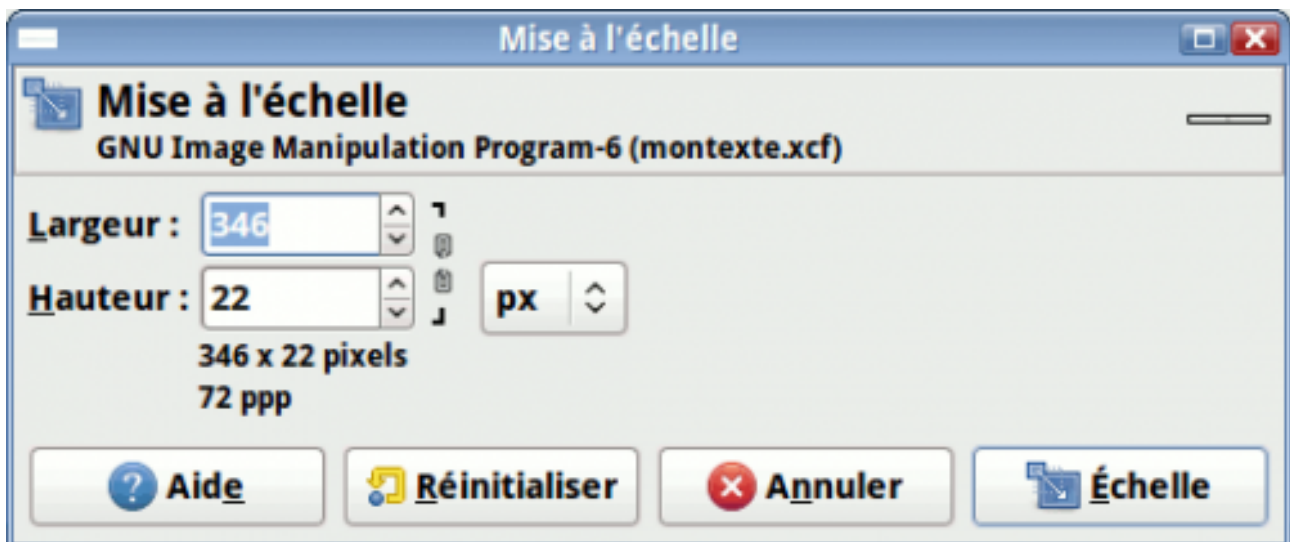 Mise à l'échelle
Mise à l'échelle
GNU Image Manipulation Program-6 (montexte.xcf)
Largeur : 346
Hauteur : 22 px
346 x 22 pixels
72 ppp
Aide Réinitialiser Annuler Échelle